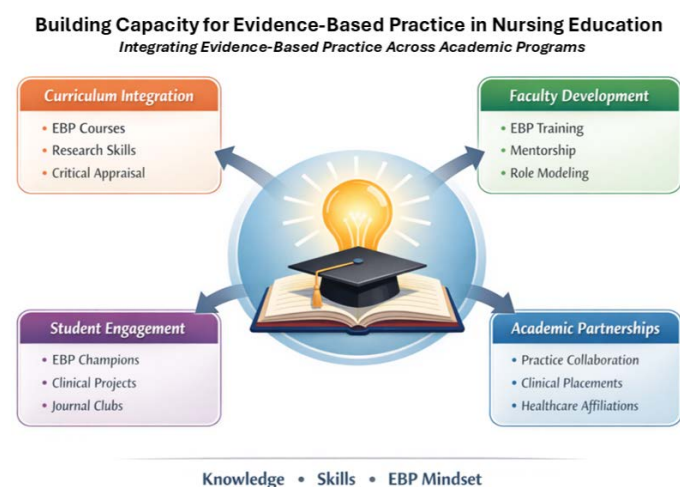 Building Capacity for Evidence-Based Practice in Nursing Education
Integrating Evidence-Based Practice Across Academic Programs
Curriculum Integration
• EBP Courses
• Research Skills
• Critical Appraisal
Faculty Development
• EBP Training
• Mentorship
• Role Modeling
Student Engagement
• EBP Champions
• Clinical Projects
• Journal Clubs
Academic Partnerships
• Practice Collaboration
• Clinical Placements
• Healthcare Affiliations
Knowledge • Skills • EBP Mindset